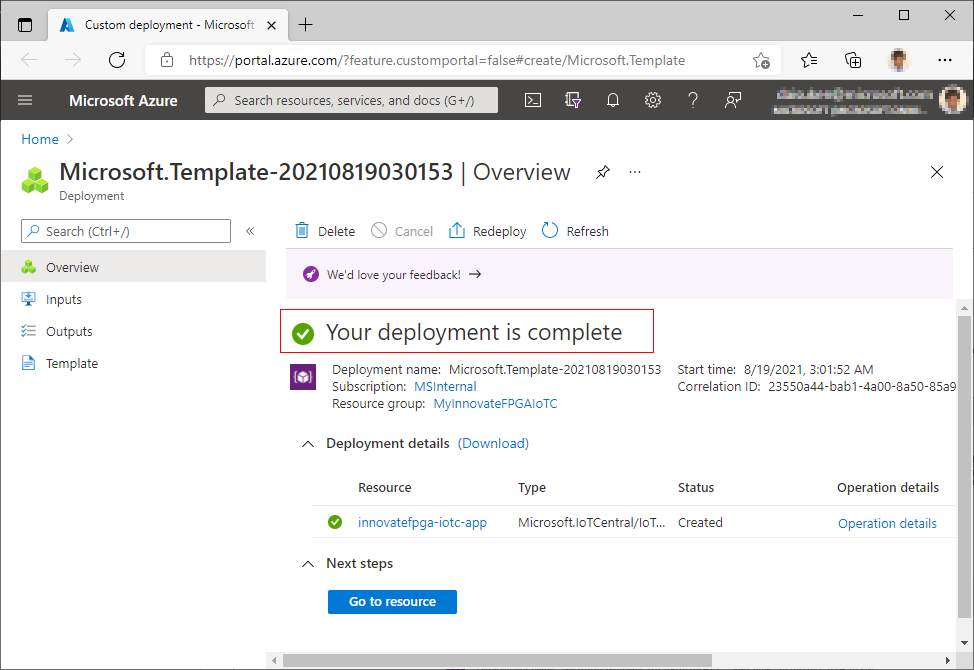 Custom deployment - Microsoft
https://portal.azure.com/?feature.customportal=false#create/Microsoft.Template
Microsoft Azure
Search resources, services, and docs (G+/)
Home
Microsoft.Template-20210819030153 | Overview
Deployment
Search (Ctrl+/)
Delete
Cancel
Redeploy
Refresh
Overview
Inputs
Outputs
Template
We'd love your feedback!
Your deployment is complete
Deployment name: Microsoft.Template-20210819030153
Subscription: MSInternal
Resource group: MyInnovateFPGAIoTC
Start time: 8/19/2021, 3:01:52 AM
Correlation ID: 23550a44-bab1-4a00-8a50-85a9
Deployment details (Download)
Resource Type Status Operation details
innovatefpga-iotc-app Microsoft.IoTCentral/IoT... Created Operation details
Next steps
Go to resource